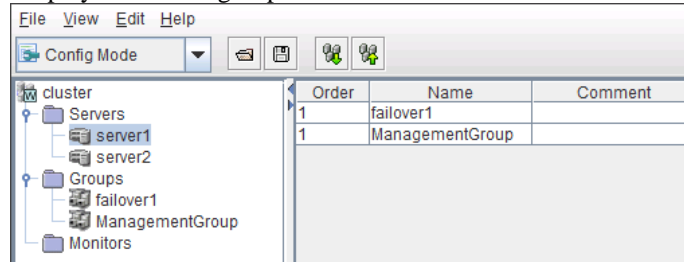 File View Edit Help
Config Mode
cluster
Servers
server1
server2
Groups
failover1
ManagementGroup
Monitors
Order Name Comment
1 failover1
1 ManagementGroup